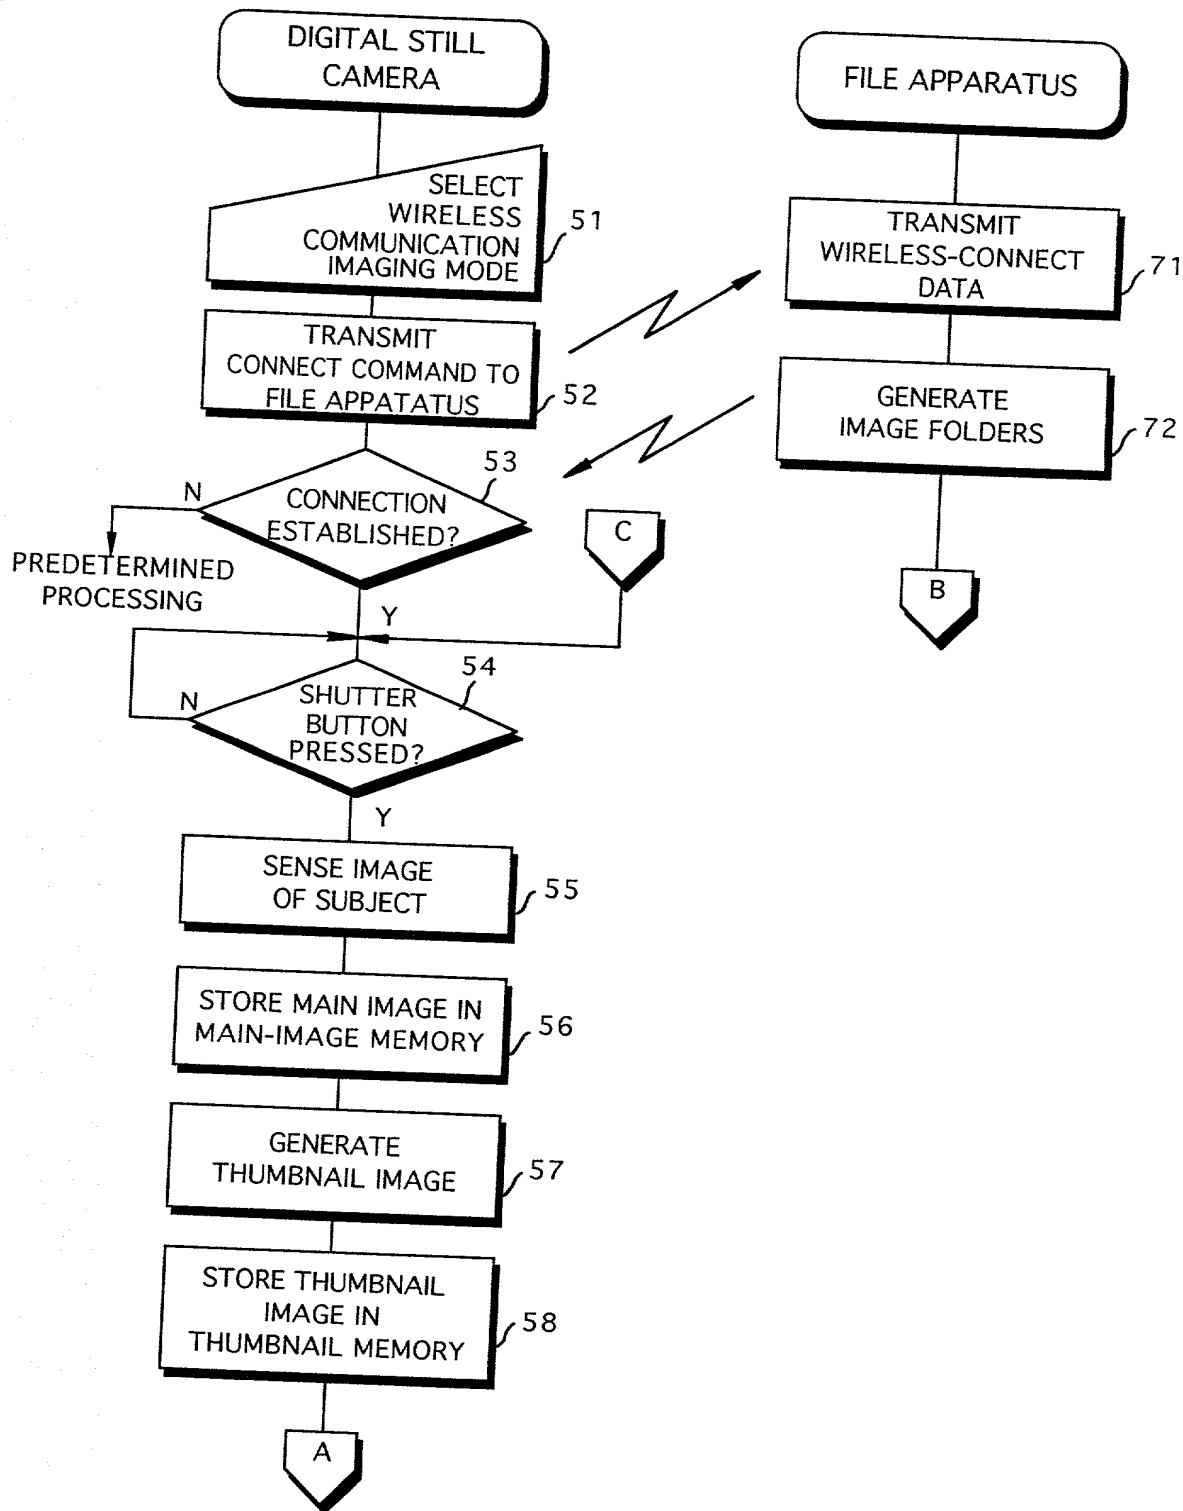 DIGITAL STILL
CAMERA
SELECT
WIRELESS
COMMUNICATION
IMAGING MODE
51
TRANSMIT
CONNECT COMMAND TO
FILE APPATATUS
52
CONNECTION
ESTABLISHED?
53
N
PREDETERMINED
PROCESSING
Y
C
SHUTTER
BUTTON
PRESSED?
54
N
Y
SENSE IMAGE
OF SUBJECT
55
STORE MAIN IMAGE IN
MAIN-IMAGE MEMORY
56
GENERATE
THUMBNAIL IMAGE
57
STORE THUMBNAIL
IMAGE IN
THUMBNAIL MEMORY
58
A
FILE APPARATUS
TRANSMIT
WIRELESS-CONNECT
DATA
71
GENERATE
IMAGE FOLDERS
72
B